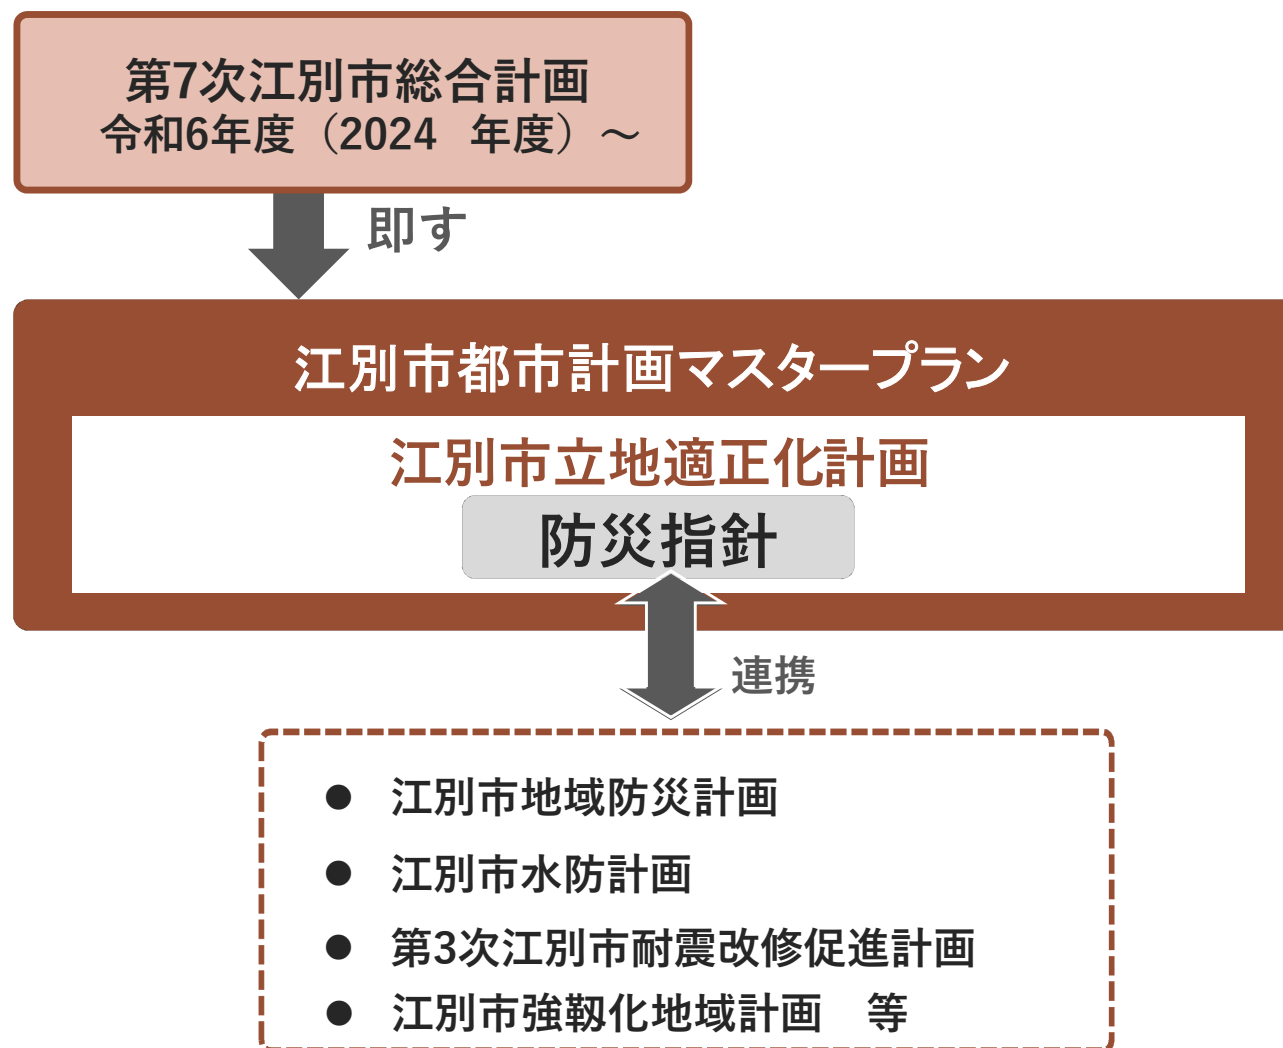 第7次江別市総合計画
令和6年度（2024　年度）～
即す
江別市都市計画マスタープラン
江別市立地適正化計画
防災指針
連携
● 江別市地域防災計画
● 江別市水防計画
● 第3次江別市耐震改修促進計画
● 江別市強靱化地域計画　等